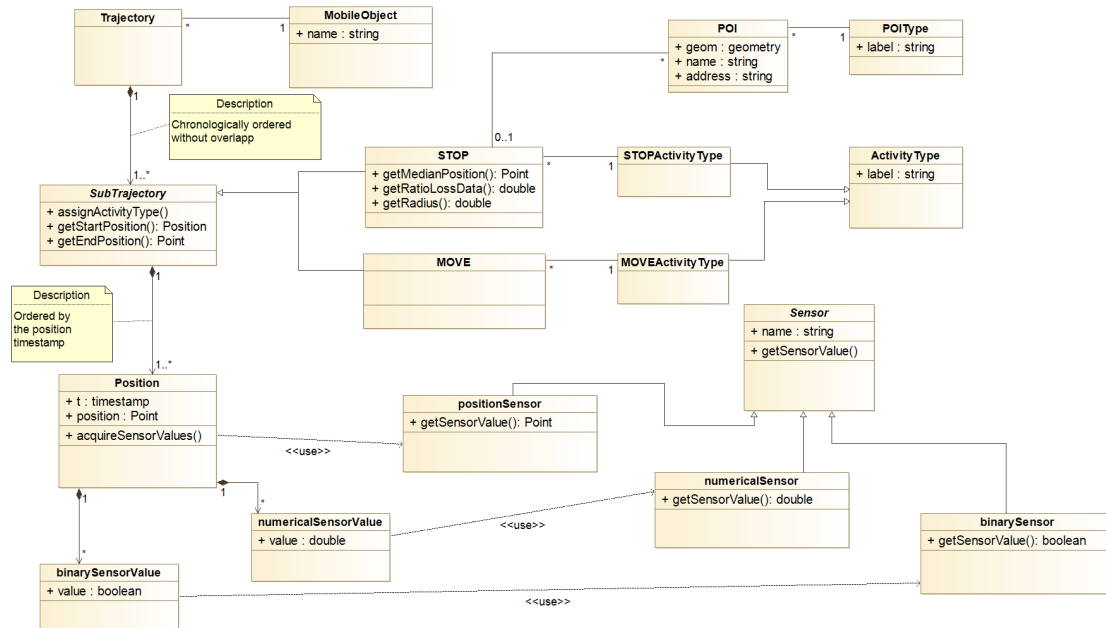 Trajectory
*
1
MobileObject
+ name : string
POI
+ geom : geometry
+ name : string
+ address : string
*
1
POIType
+ label : string
*
1
Description
Chronologically ordered
without overlapp
0..1
1..*
STOP
+ getMedianPosition(): Point
+ getRatioLossData(): double
+ getRadius(): double
*
1
STOPActivityType
ActivityType
+ label : string
SubTrajectory
+ assignActivityType()
+ getStartPosition(): Position
+ getEndPosition(): Point
MOVE
*
1
MOVEActivityType
1
Description
Ordered by
the position
timestamp
1..*
Sensor
+ name : string
+ getSensorValue()
Position
+ t : timestamp
+ position : Point
+ acquireSensorValues()
<<use>>
positionSensor
+ getSensorValue(): Point
1
1
*
numericalSensorValue
+ value : double
<<use>>
numericalSensor
+ getSensorValue(): double
binarySensor
+ getSensorValue(): boolean
*
binarySensorValue
+ value : boolean
<<use>>